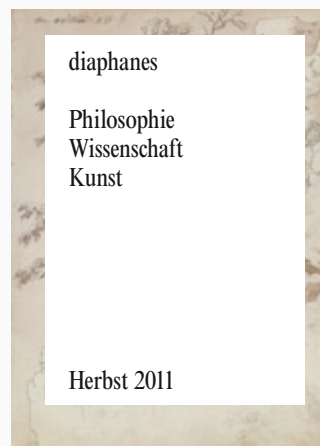 diaphanes
Philosophie
Wissenschaft
Kunst
Herbst 2011